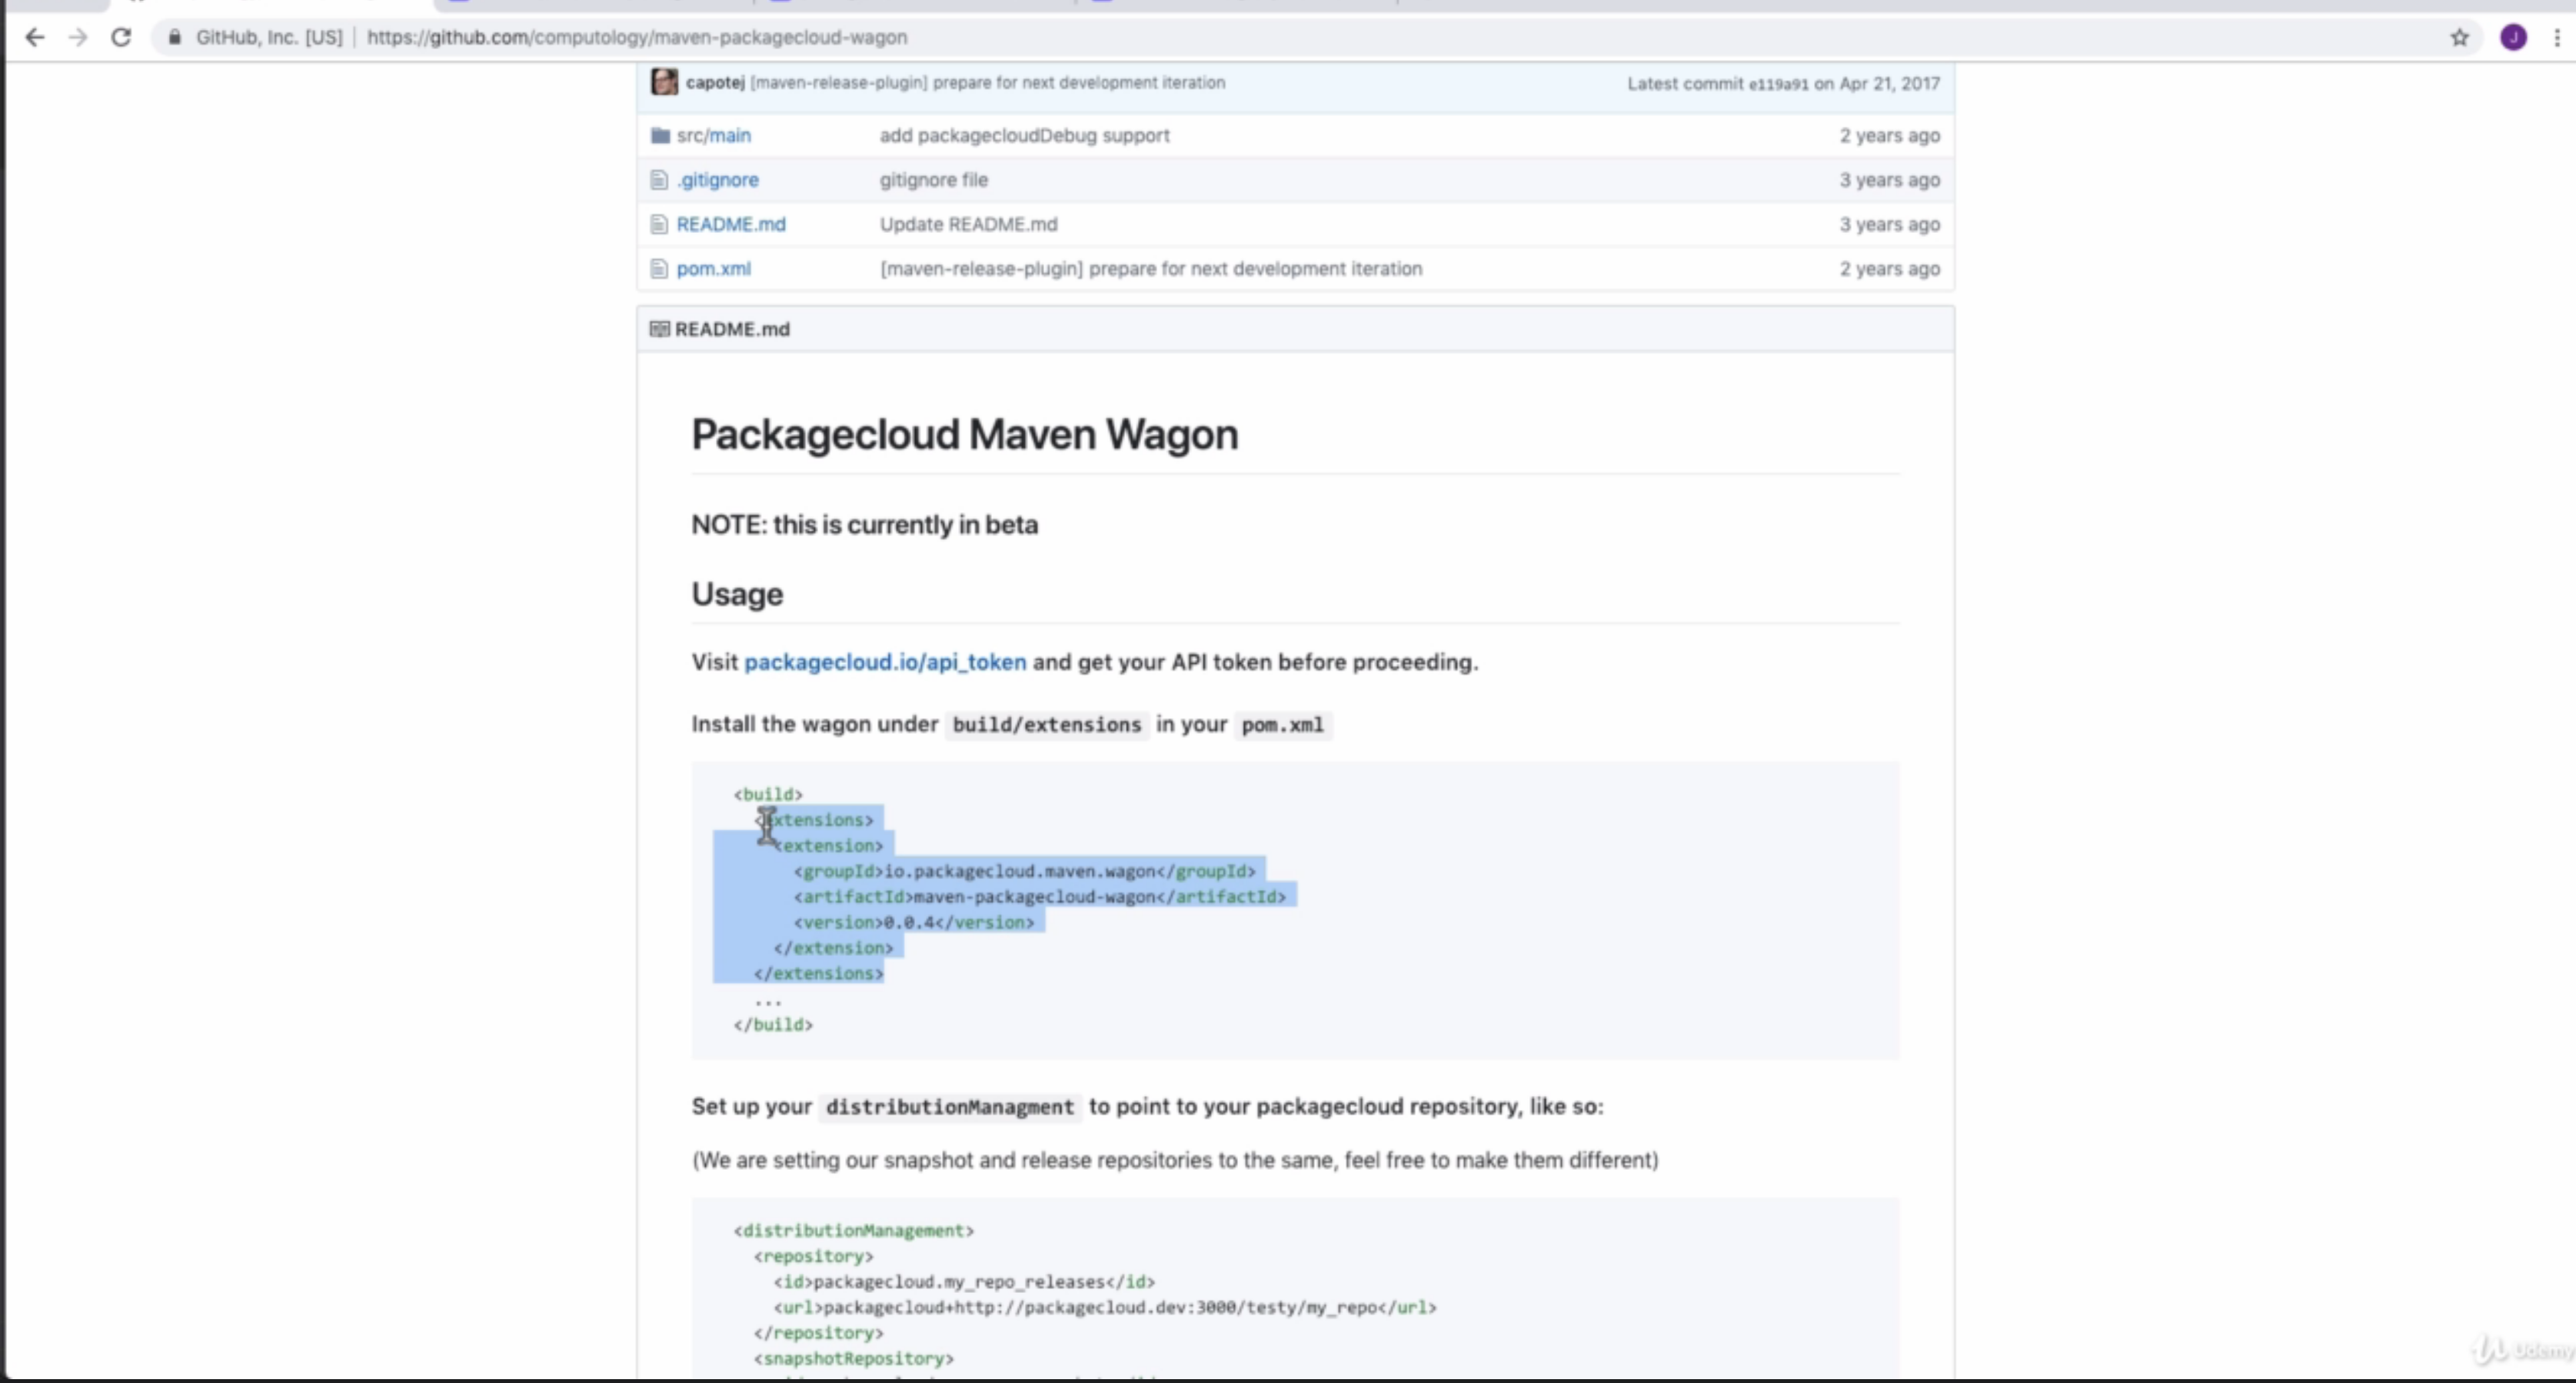 GitHub, Inc. [US] | https://github.com/computology/maven-packagecloud-wagon
J
capotej [maven-release-plugin] prepare for next development iteration Latest commit e119a91 on Apr 21, 2017
src/main add packagecloudDebug support 2 years ago
.gitignore gitignore file 3 years ago
README.md Update README.md 3 years ago
pom.xml [maven-release-plugin] prepare for next development iteration 2 years ago
README.md
Packagecloud Maven Wagon
NOTE: this is currently in beta
Usage
Visit packagecloud.io/api_token and get your API token before proceeding.
Install the wagon under build/extensions in your pom.xml
<build>
<extensions>
<extension>
<groupId>io.packagecloud.maven.wagon</groupId>
<artifactId>maven-packagecloud-wagon</artifactId>
<version>0.0.4</version>
</extension>
</extensions>
...
</build>
Set up your distributionManagment to point to your packagecloud repository, like so:
(We are setting our snapshot and release repositories to the same, feel free to make them different)
<distributionManagement>
<repository>
<id>packagecloud.my_repo_releases</id>
<url>packagecloud+http://packagecloud.dev:3000/testy/my_repo</url>
</repository>
<snapshotRepository>
Udemy